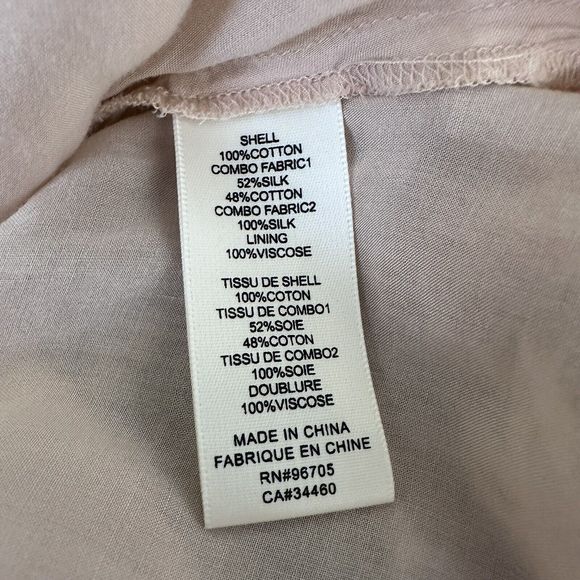 SHELL
100%COTTON
COMBO FABRIC1
52%SILK
48%COTTON
COMBO FABRIC2
100%SILK
LINING
100%VISCOSE
TISSU DE SHELL
100%COTON
TISSU DE COMBO1
52%SOIE
48%COTON
TISSU DE COMBO2
100%SOIE
DOUBLURE
100%VISCOSE
MADE IN CHINA
FABRIQUE EN CHINE
RN#96705
CA#34460